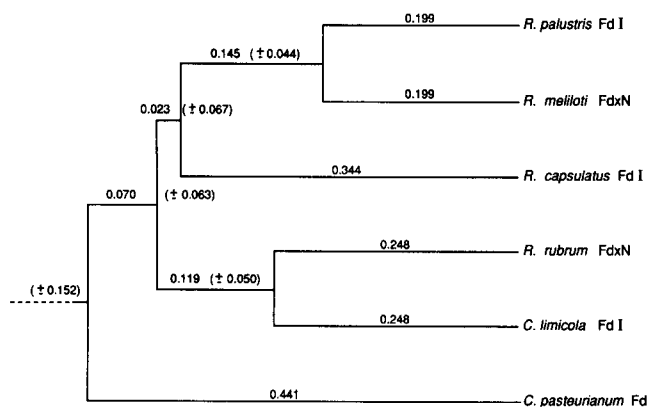 0.199
R. palustris Fd I
0.145 (± 0.044)
0.199
R. meliloti FdxN
0.023 (± 0.067)
0.344
R. capsulatus Fd I
0.070 (± 0.063)
0.248
R. rubrum FdxN
0.119 (± 0.050)
(± 0.152)
0.248
C. limicola Fd I
0.441
C. pasteurianum Fd